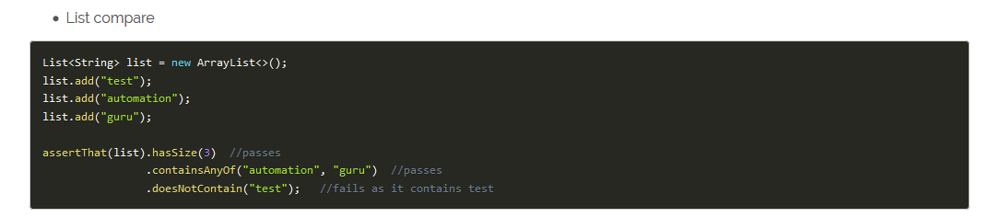 • List compare
List<String> list = new ArrayList<>();
list.add("test");
list.add("automation");
list.add("guru");
assertThat(list).hasSize(3)  //passes
.containsAnyOf("automation", "guru")  //passes
.doesNotContain("test");   //fails as it contains test